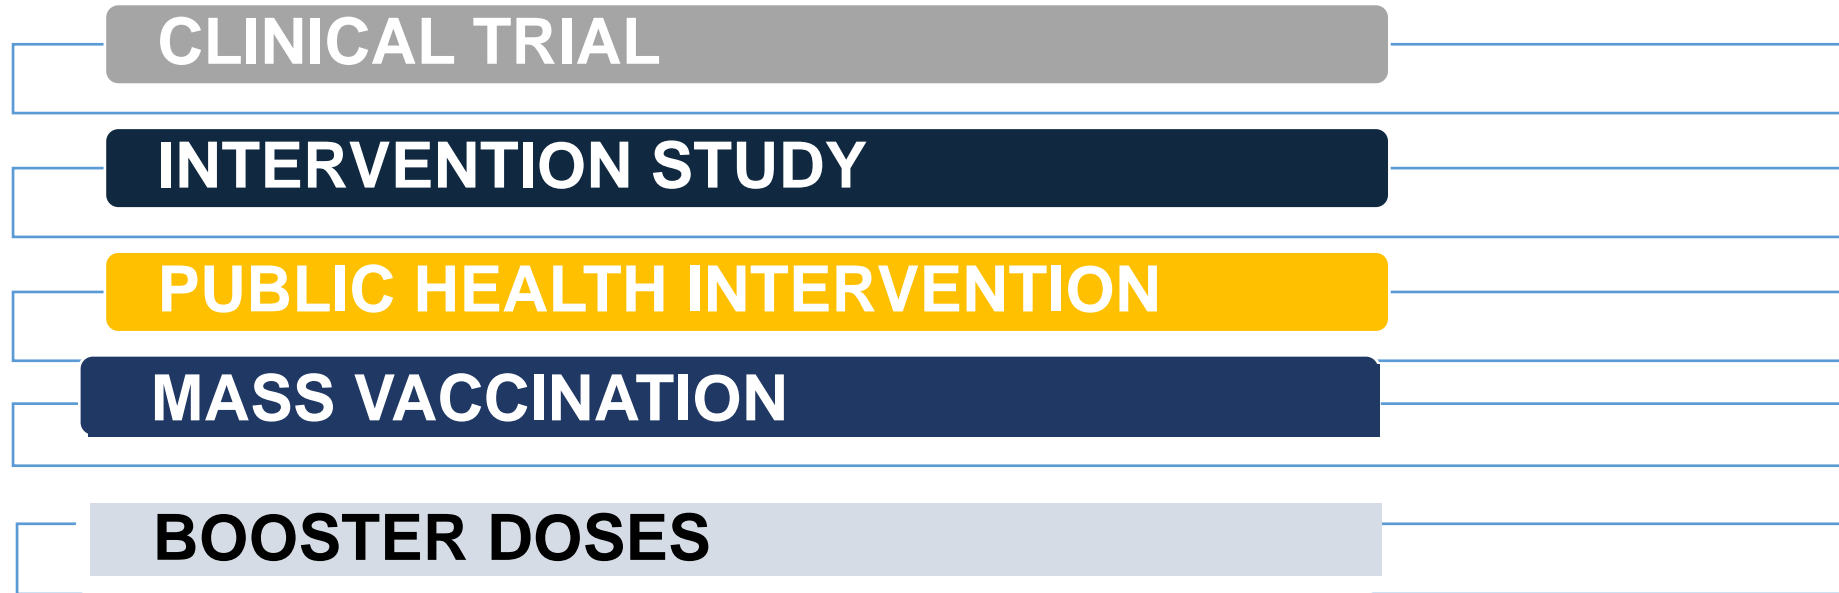 CLINICAL TRIAL
INTERVENTION STUDY
PUBLIC HEALTH INTERVENTION
MASS VACCINATION
BOOSTER DOSES